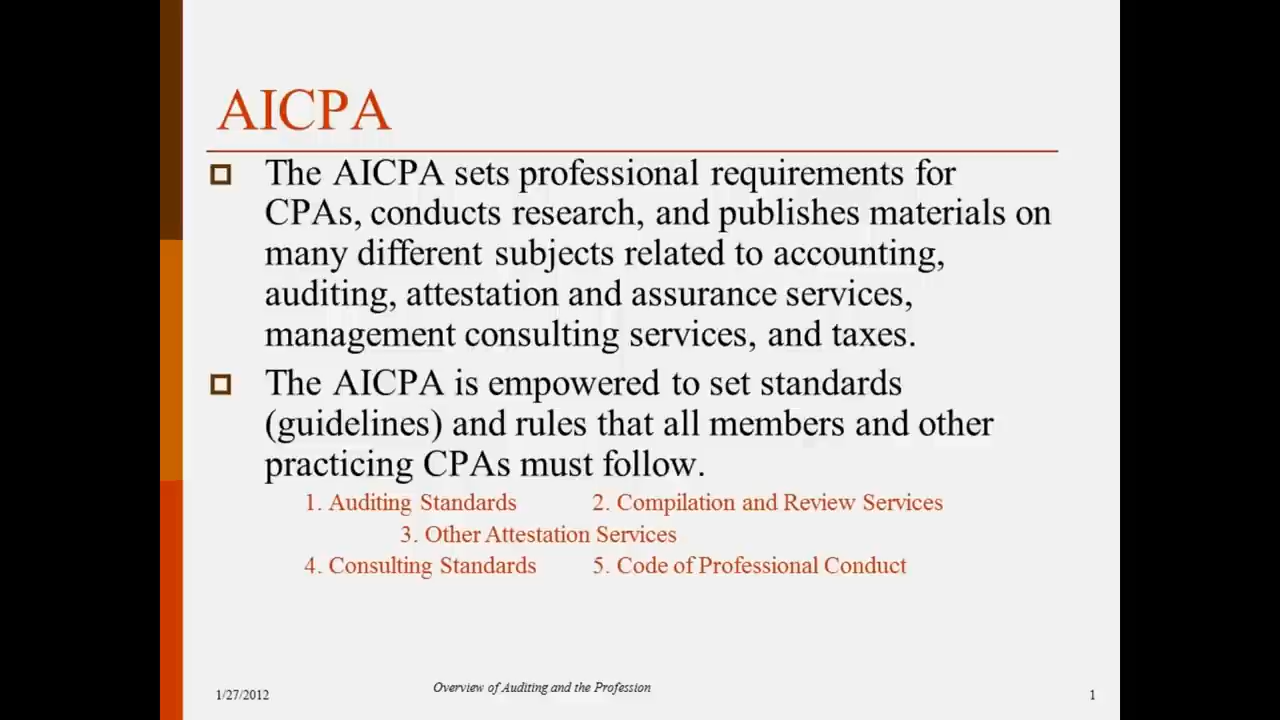 AICPA
The AICPA sets professional requirements for
CPAs, conducts research, and publishes materials on
many different subjects related to accounting,
auditing, attestation and assurance services,
management consulting services, and taxes.
The AICPA is empowered to set standards
(guidelines) and rules that all members and other
practicing CPAs must follow.
1. Auditing Standards 2. Compilation and Review Services
3. Other Attestation Services
4. Consulting Standards 5. Code of Professional Conduct
1/27/2012 Overview of Auditing and the Profession 1